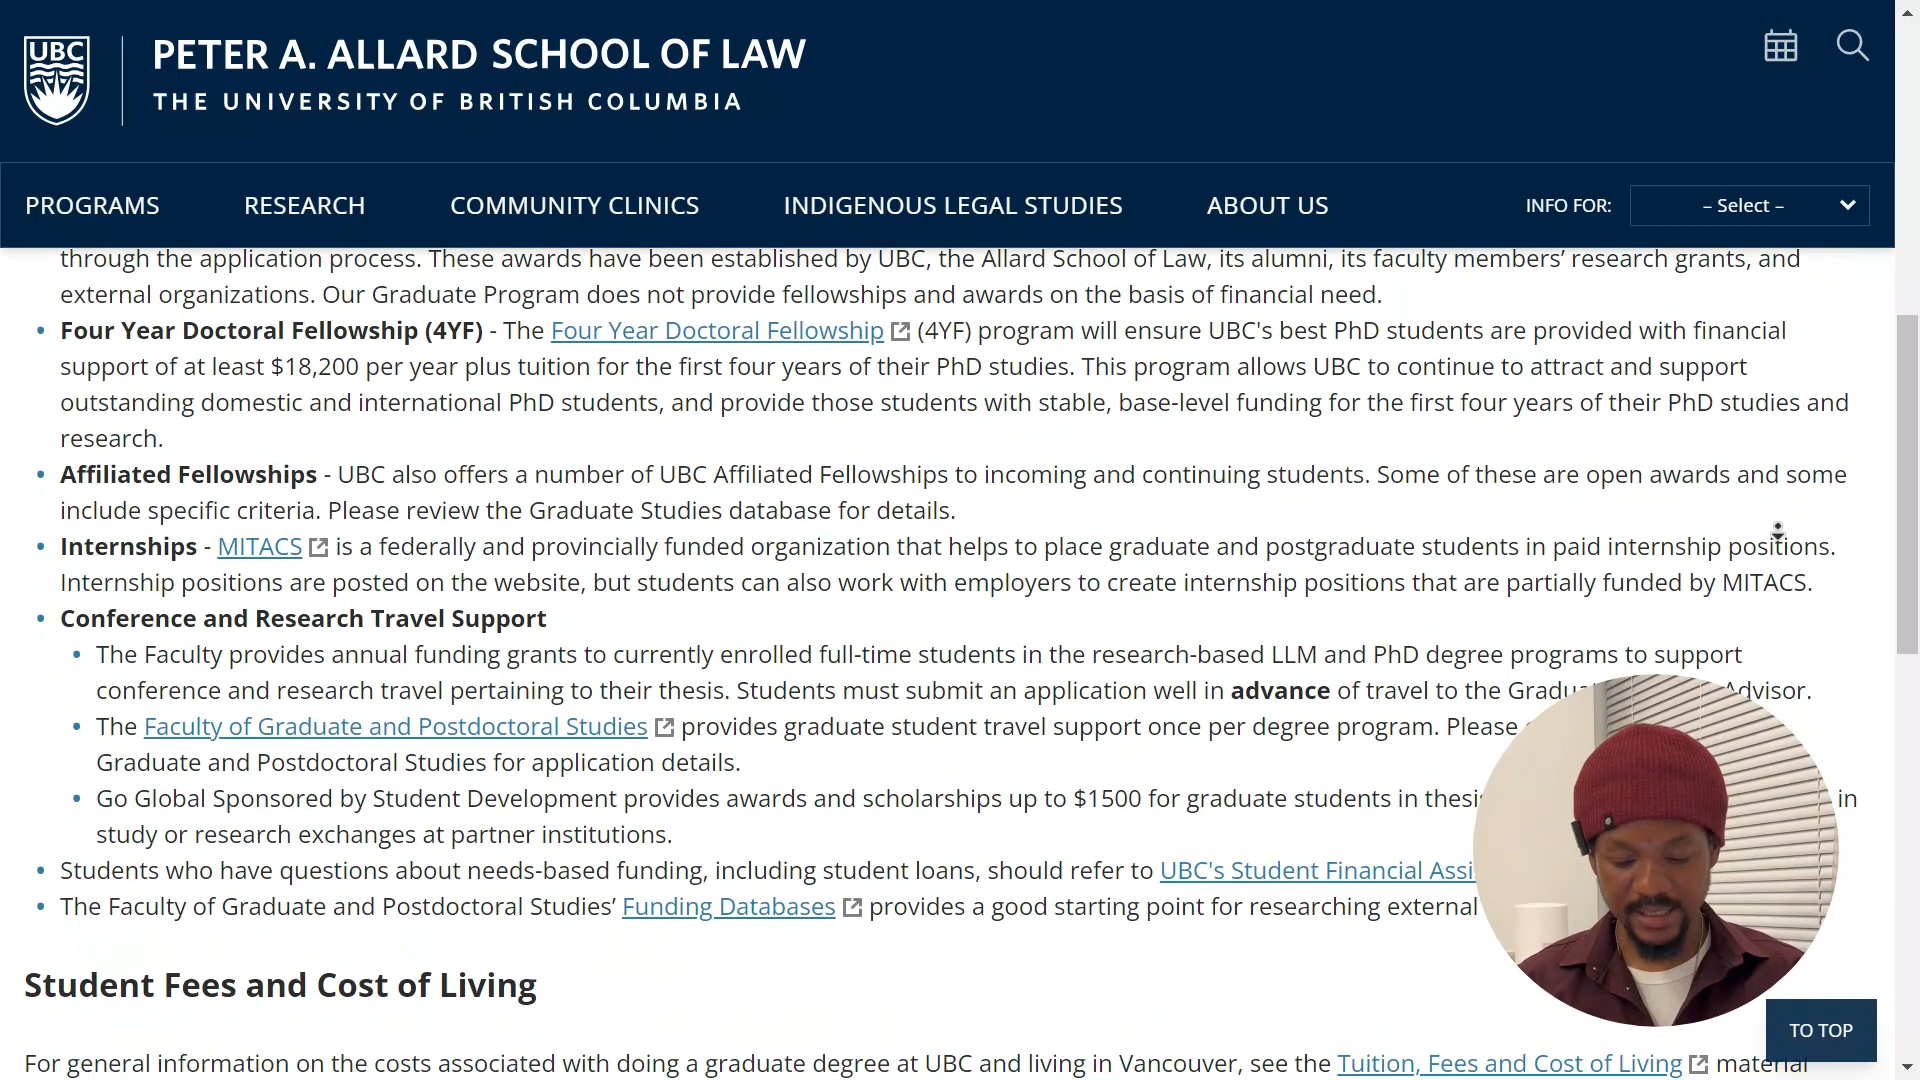 UBC
PETER A. ALLARD SCHOOL OF LAW
THE UNIVERSITY OF BRITISH COLUMBIA
PROGRAMS RESEARCH COMMUNITY CLINICS INDIGENOUS LEGAL STUDIES ABOUT US INFO FOR: – Select –
through the application process. These awards have been established by UBC, the Allard School of Law, its alumni, its faculty members’ research grants, and
external organizations. Our Graduate Program does not provide fellowships and awards on the basis of financial need.
• Four Year Doctoral Fellowship (4YF) - The Four Year Doctoral Fellowship (4YF) program will ensure UBC's best PhD students are provided with financial
support of at least $18,200 per year plus tuition for the first four years of their PhD studies. This program allows UBC to continue to attract and support
outstanding domestic and international PhD students, and provide those students with stable, base-level funding for the first four years of their PhD studies and
research.
• Affiliated Fellowships - UBC also offers a number of UBC Affiliated Fellowships to incoming and continuing students. Some of these are open awards and some
include specific criteria. Please review the Graduate Studies database for details.
• Internships - MITACS is a federally and provincially funded organization that helps to place graduate and postgraduate students in paid internship positions.
Internship positions are posted on the website, but students can also work with employers to create internship positions that are partially funded by MITACS.
• Conference and Research Travel Support
• The Faculty provides annual funding grants to currently enrolled full-time students in the research-based LLM and PhD degree programs to support
conference and research travel pertaining to their thesis. Students must submit an application well in advance of travel to the Advisor.
• The Faculty of Graduate and Postdoctoral Studies provides graduate student travel support once per degree program. Please
Graduate and Postdoctoral Studies for application details.
• Go Global Sponsored by Student Development provides awards and scholarships up to $1500 for graduate students in in
study or research exchanges at partner institutions.
• Students who have questions about needs-based funding, including student loans, should refer to UBC's Student Financial
• The Faculty of Graduate and Postdoctoral Studies’ Funding Databases provides a good starting point for researching external
Student Fees and Cost of Living
TO TOP
For general information on the costs associated with doing a graduate degree at UBC and living in Vancouver, see the Tuition, Fees and Cost of Living material